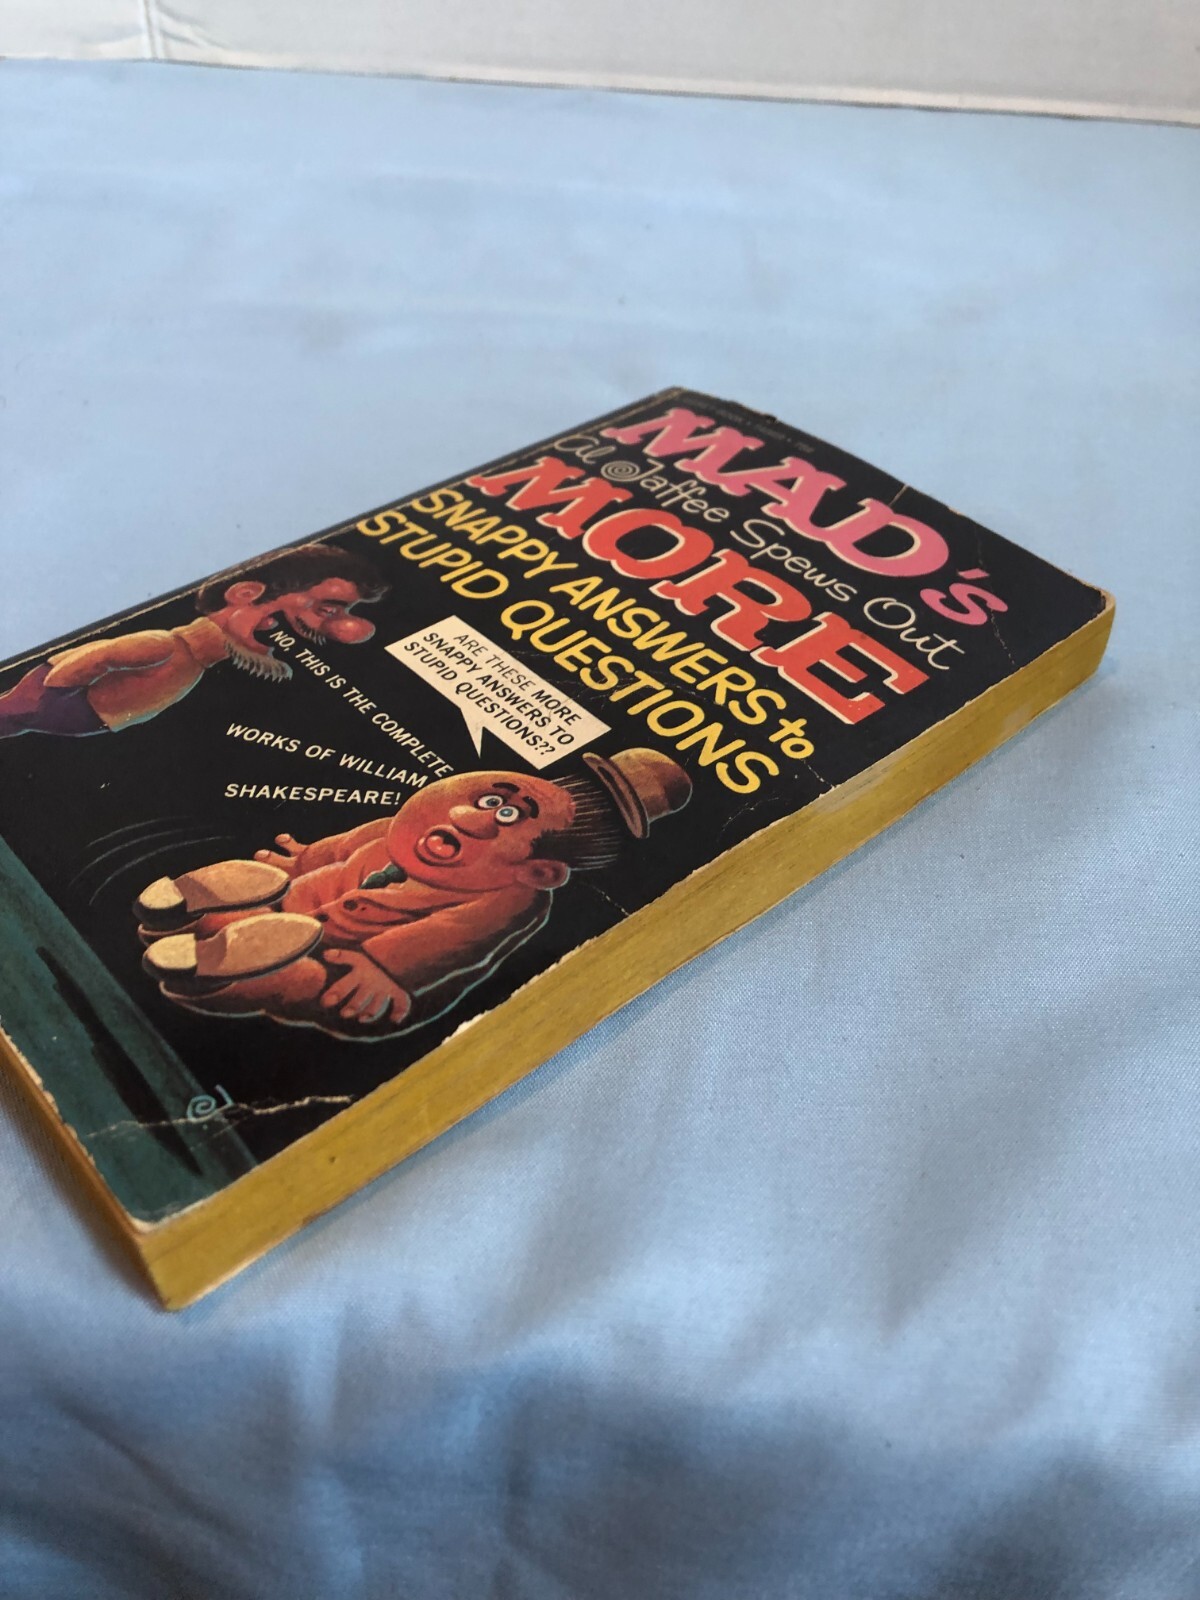 MAD's
Al Jaffee Spews Out
MORE
SNAPPY ANSWERS to
STUPID QUESTIONS
ARE THESE MORE
SNAPPY ANSWERS TO
STUPID QUESTIONS??
NO, THIS IS THE COMPLETE
WORKS OF WILLIAM
SHAKESPEARE!